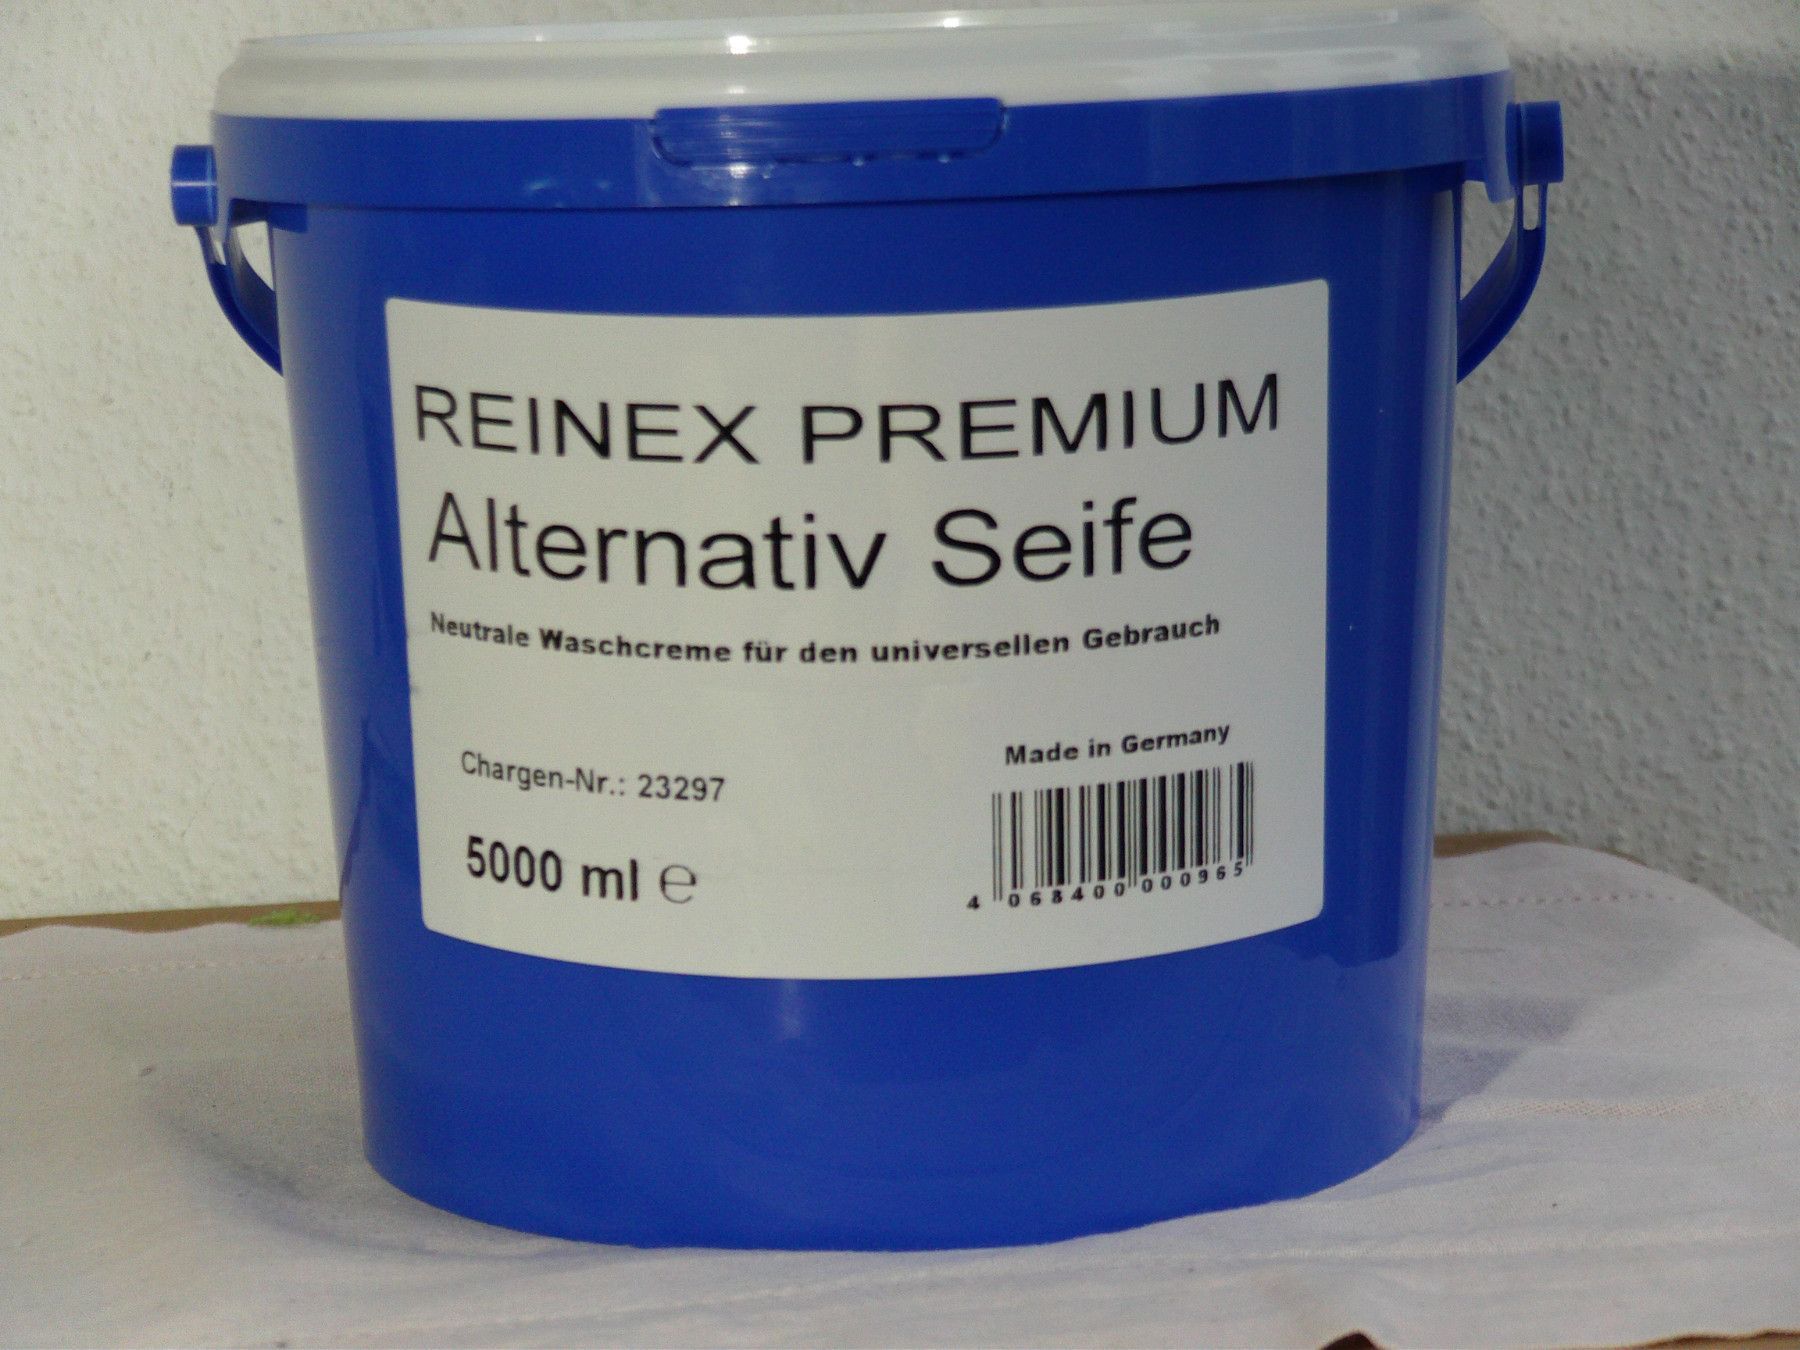 REINEX PREMIUM
Alternativ Seife
Neutrale Waschcreme für den universellen Gebrauch
Chargen-Nr.: 23297
5000 ml ℮
Made in Germany
4 068400 000965